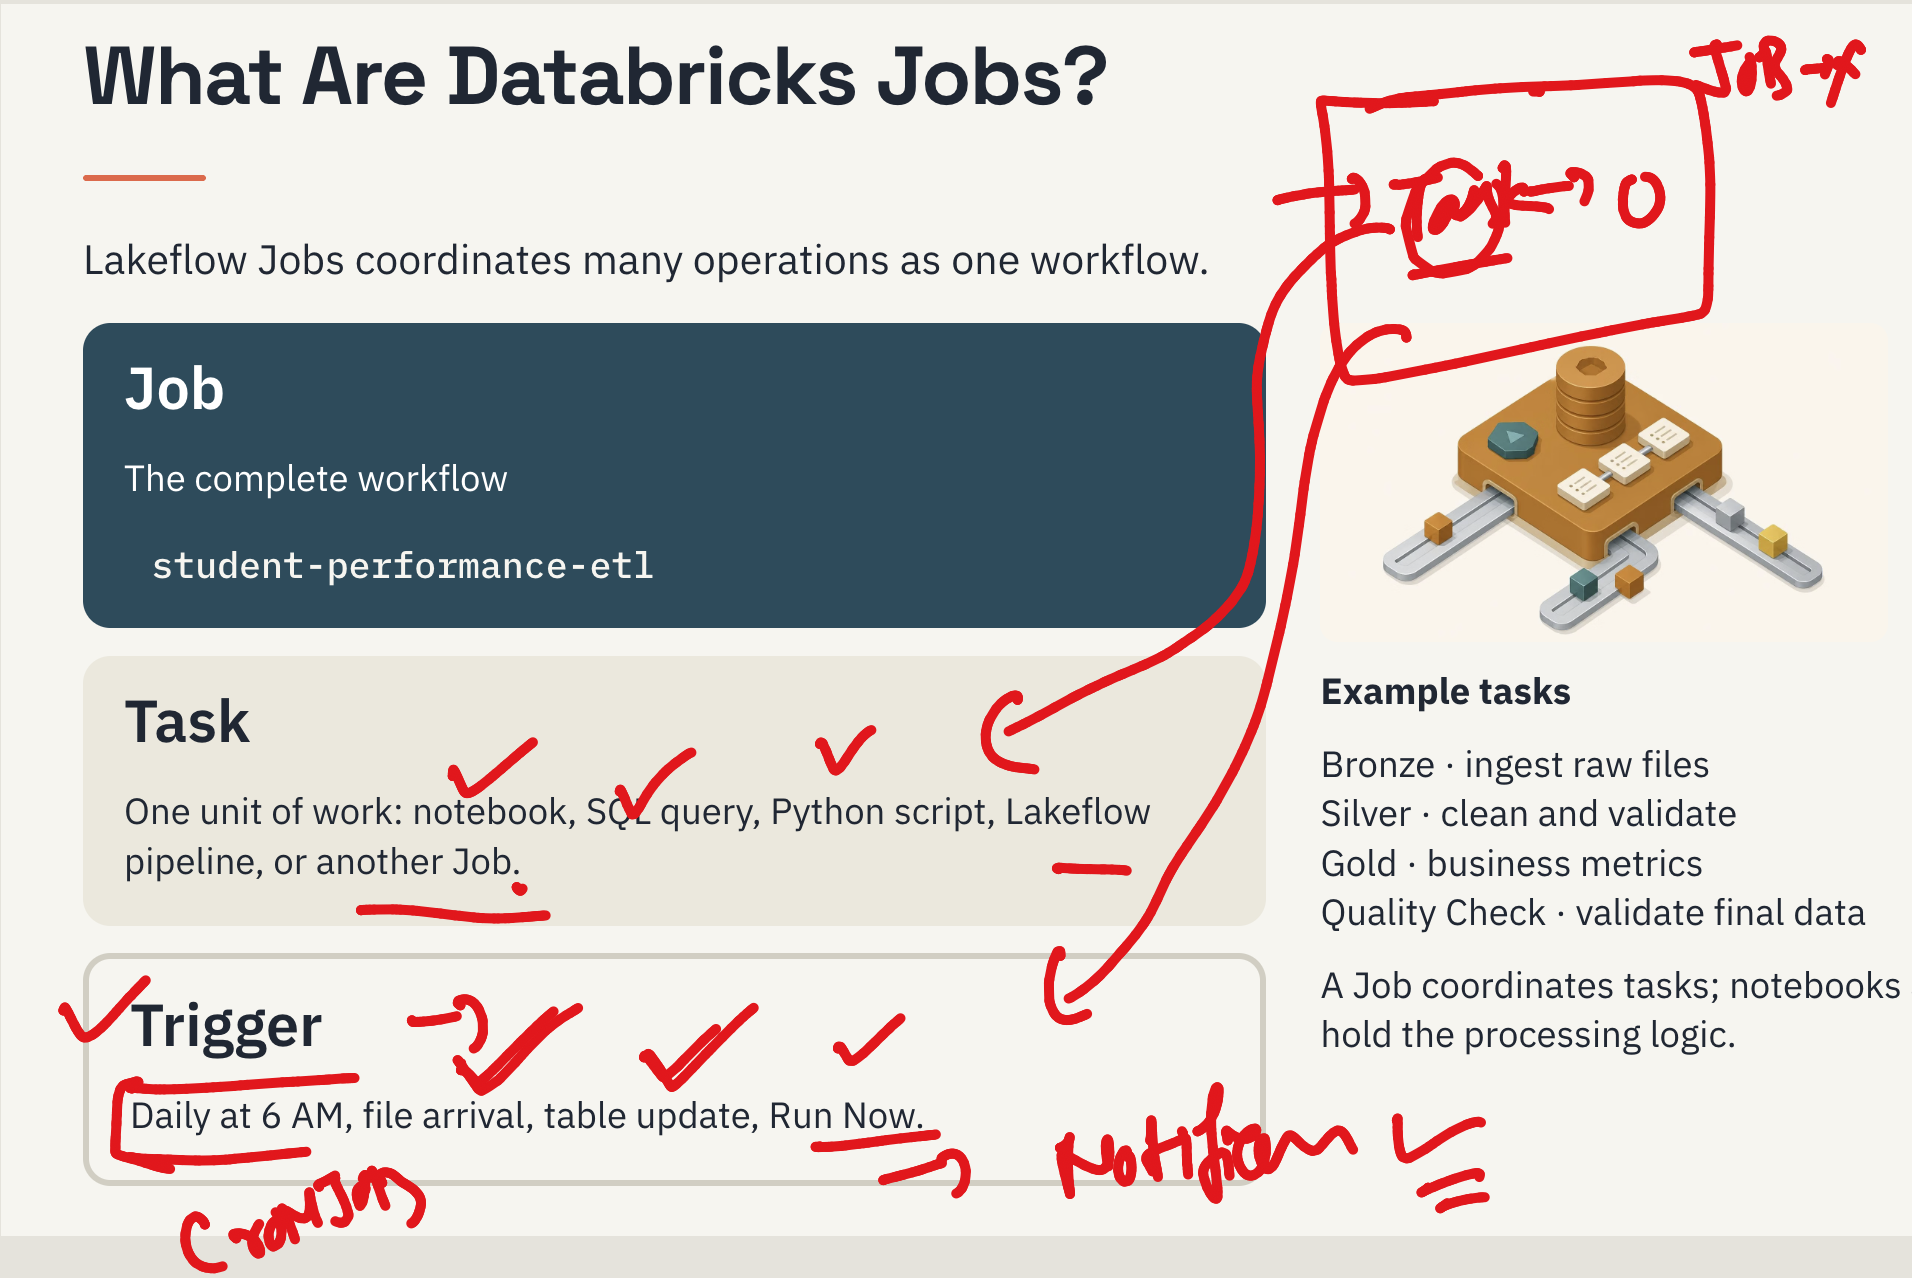 What Are Databricks Jobs?
JOB
Lakeflow Jobs coordinates many operations as one workflow.
Task
Job
The complete workflow
student-performance-etl
Task
One unit of work: notebook, SQL query, Python script, Lakeflow
pipeline, or another Job.
Trigger
Daily at 6 AM, file arrival, table update, Run Now.
CronJobs
Example tasks
Bronze · ingest raw files
Silver · clean and validate
Gold · business metrics
Quality Check · validate final data
A Job coordinates tasks; notebooks
hold the processing logic.